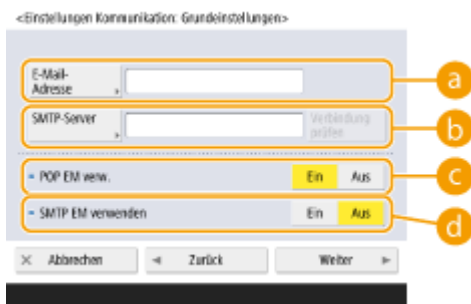 <Einstellungen Kommunikation: Grundeinstellungen>
E-Mail-
Adresse
a
SMTP-Server
Verbindung
prüfen
b
POP EM verw.
Ein
Aus
c
SMTP EM verwenden
Ein
Aus
d
Abbrechen
Zurück
Weiter